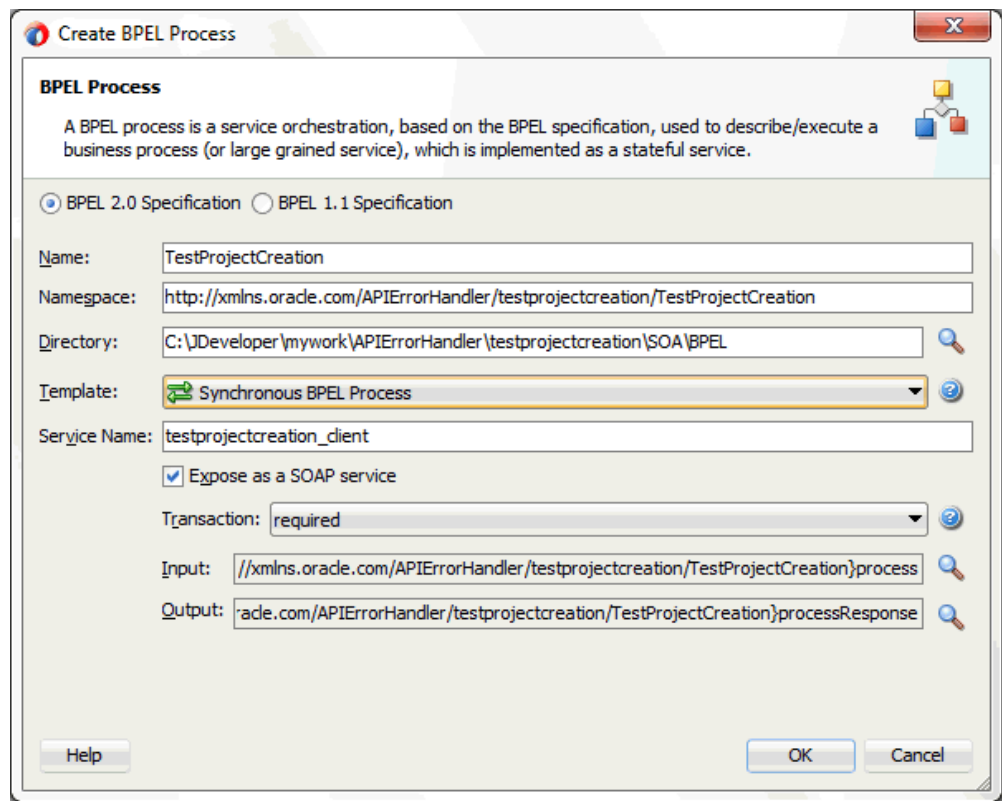 Create BPEL Process
BPEL Process
A BPEL process is a service orchestration, based on the BPEL specification, used to describe/execute a
business process (or large grained service), which is implemented as a stateful service.
BPEL 2.0 Specification BPEL 1.1 Specification
Name: TestProjectCreation
Namespace: http://xmlns.oracle.com/APIErrorHandler/testprojectcreation/TestProjectCreation
Directory: C:\JDeveloper\mywork\APIErrorHandler\testprojectcreation\SOA\BPEL
Template: Synchronous BPEL Process
Service Name: testprojectcreation_client
Expose as a SOAP service
Transaction: required
Input: //xmlns.oracle.com/APIErrorHandler/testprojectcreation/TestProjectCreation}process
Output: racle.com/APIErrorHandler/testprojectcreation/TestProjectCreation}processResponse
Help OK Cancel